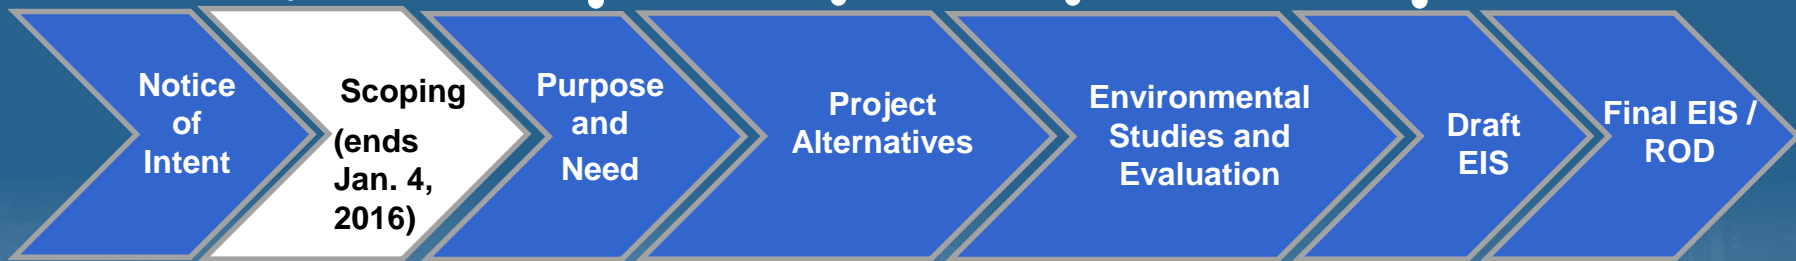 Notice
of
Intent
Scoping
(ends
Jan. 4,
2016)
Purpose
and
Need
Project
Alternatives
Environmental
Studies and
Evaluation
Draft
EIS
Final EIS /
ROD